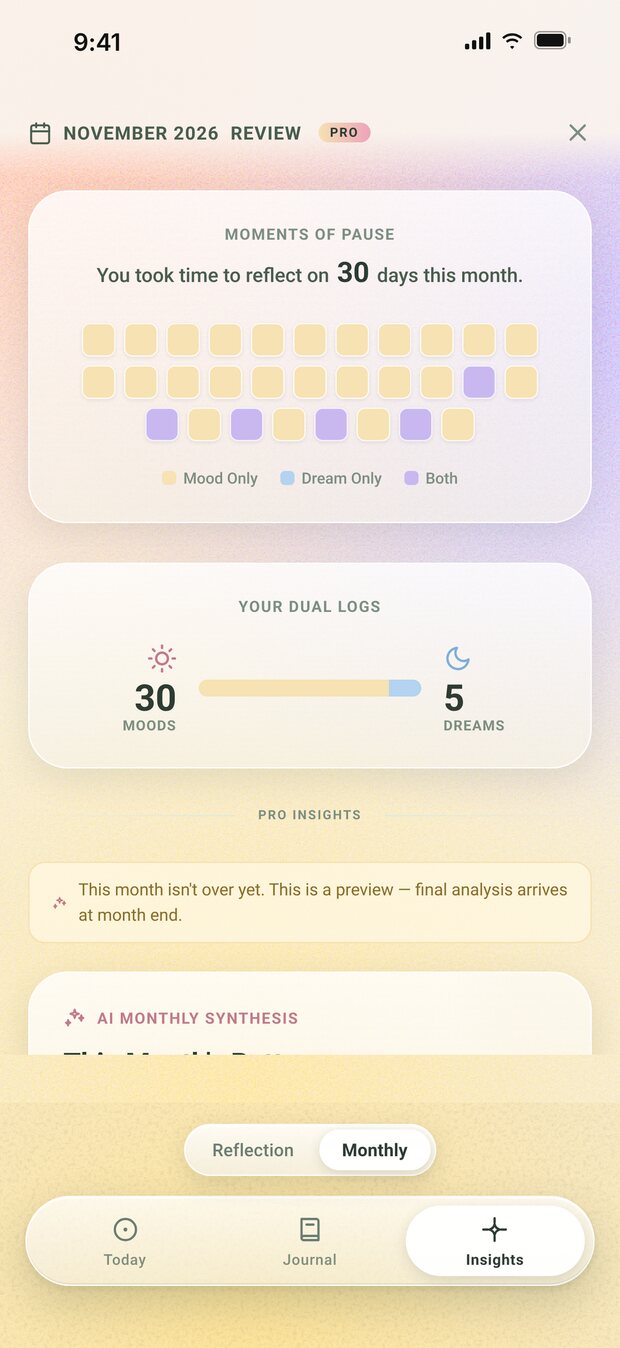 9:41
NOVEMBER 2026 REVIEW PRO
MOMENTS OF PAUSE
You took time to reflect on 30 days this month.
Mood Only Dream Only Both
YOUR DUAL LOGS
30 5
MOODS DREAMS
PRO INSIGHTS
This month isn't over yet. This is a preview — final analysis arrives
at month end.
AI MONTHLY SYNTHESIS
Reflection Monthly
Today Journal Insights